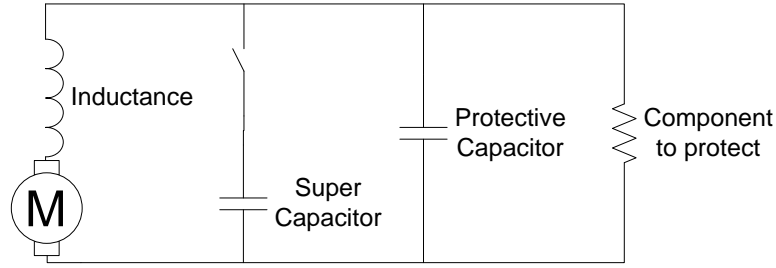 Inductance
M
Super
Capacitor
Protective
Capacitor
Component
to protect